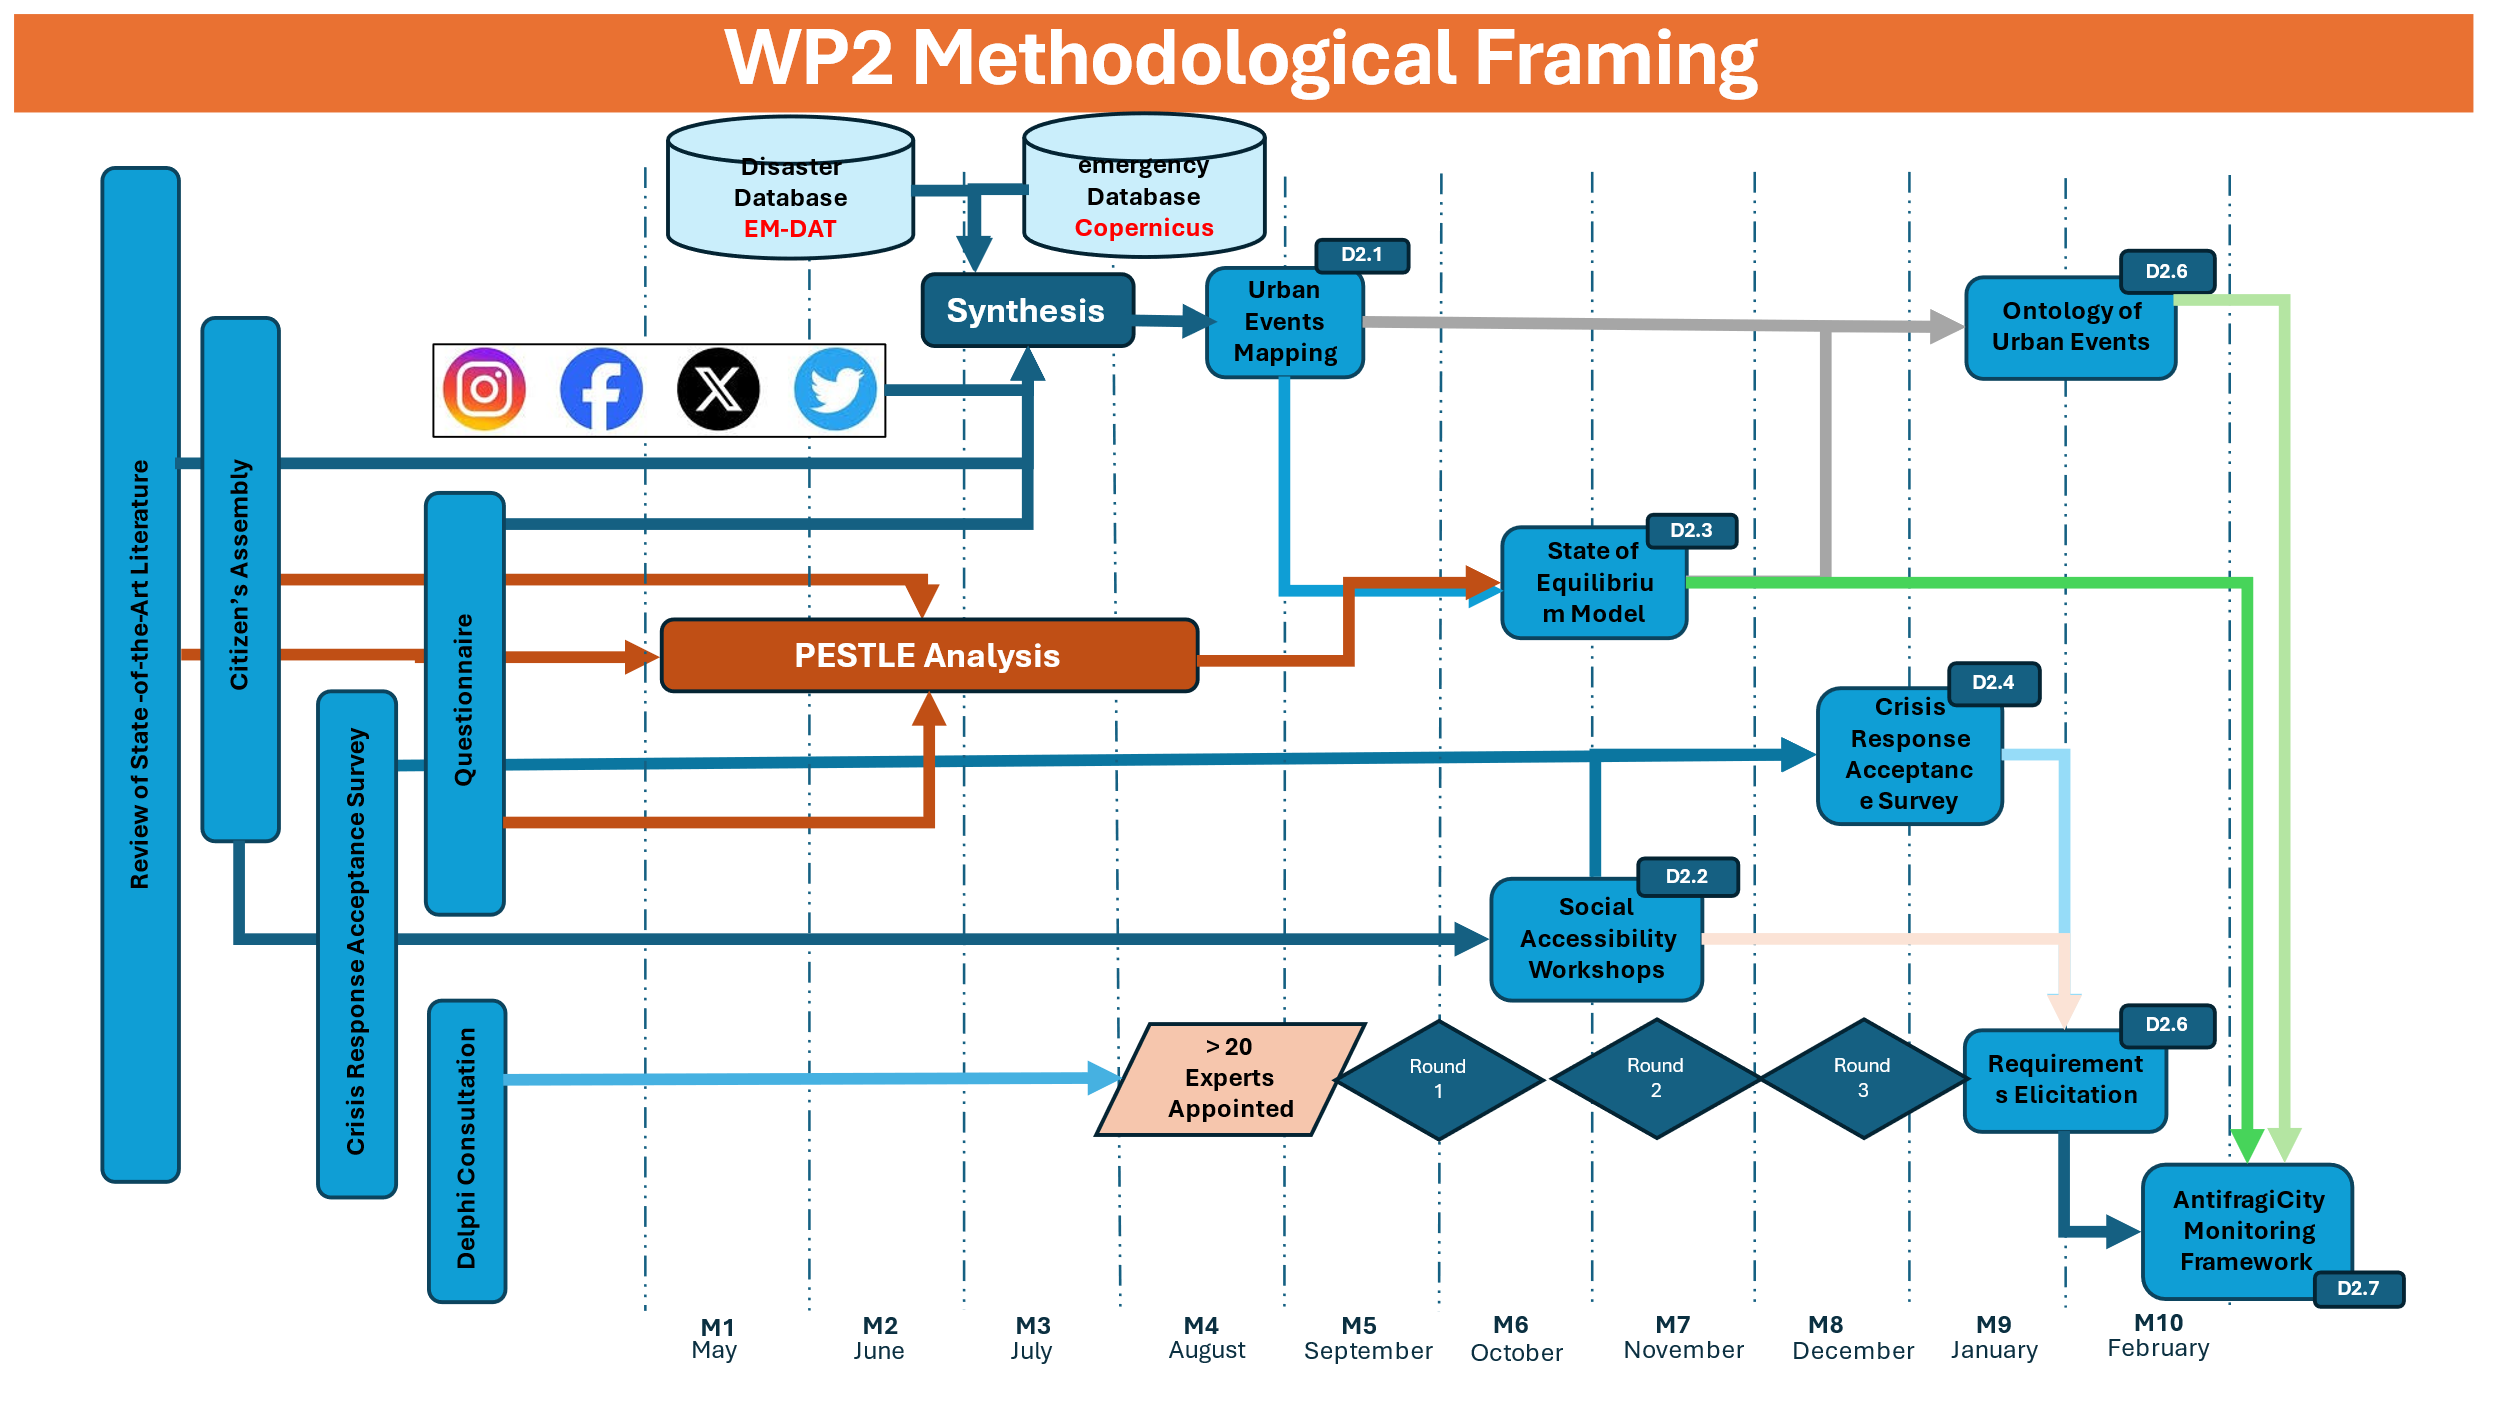 WP2 Methodological Framing
Disaster
Database
EM-DAT
emergency
Database
Copernicus
Synthesis
D2.1
Urban
Events
Mapping
D2.6
Ontology of
Urban Events
Review of State-of-the-Art Literature
Citizen's Assembly
Crisis Response Acceptance Survey
Questionnaire
Delphi Consultation
PESTLE Analysis
D2.3
State of
Equilibriu
m Model
D2.4
Crisis
Response
Acceptanc
e Survey
D2.2
Social
Accessibility
Workshops
> 20
Experts
Appointed
Round
1
Round
2
Round
3
D2.6
Requirement
s Elicitation
AntifragiCity
Monitoring
Framework
D2.7
M1
May
M2
June
M3
July
M4
August
M5
September
M6
October
M7
November
M8
December
M9
January
M10
February